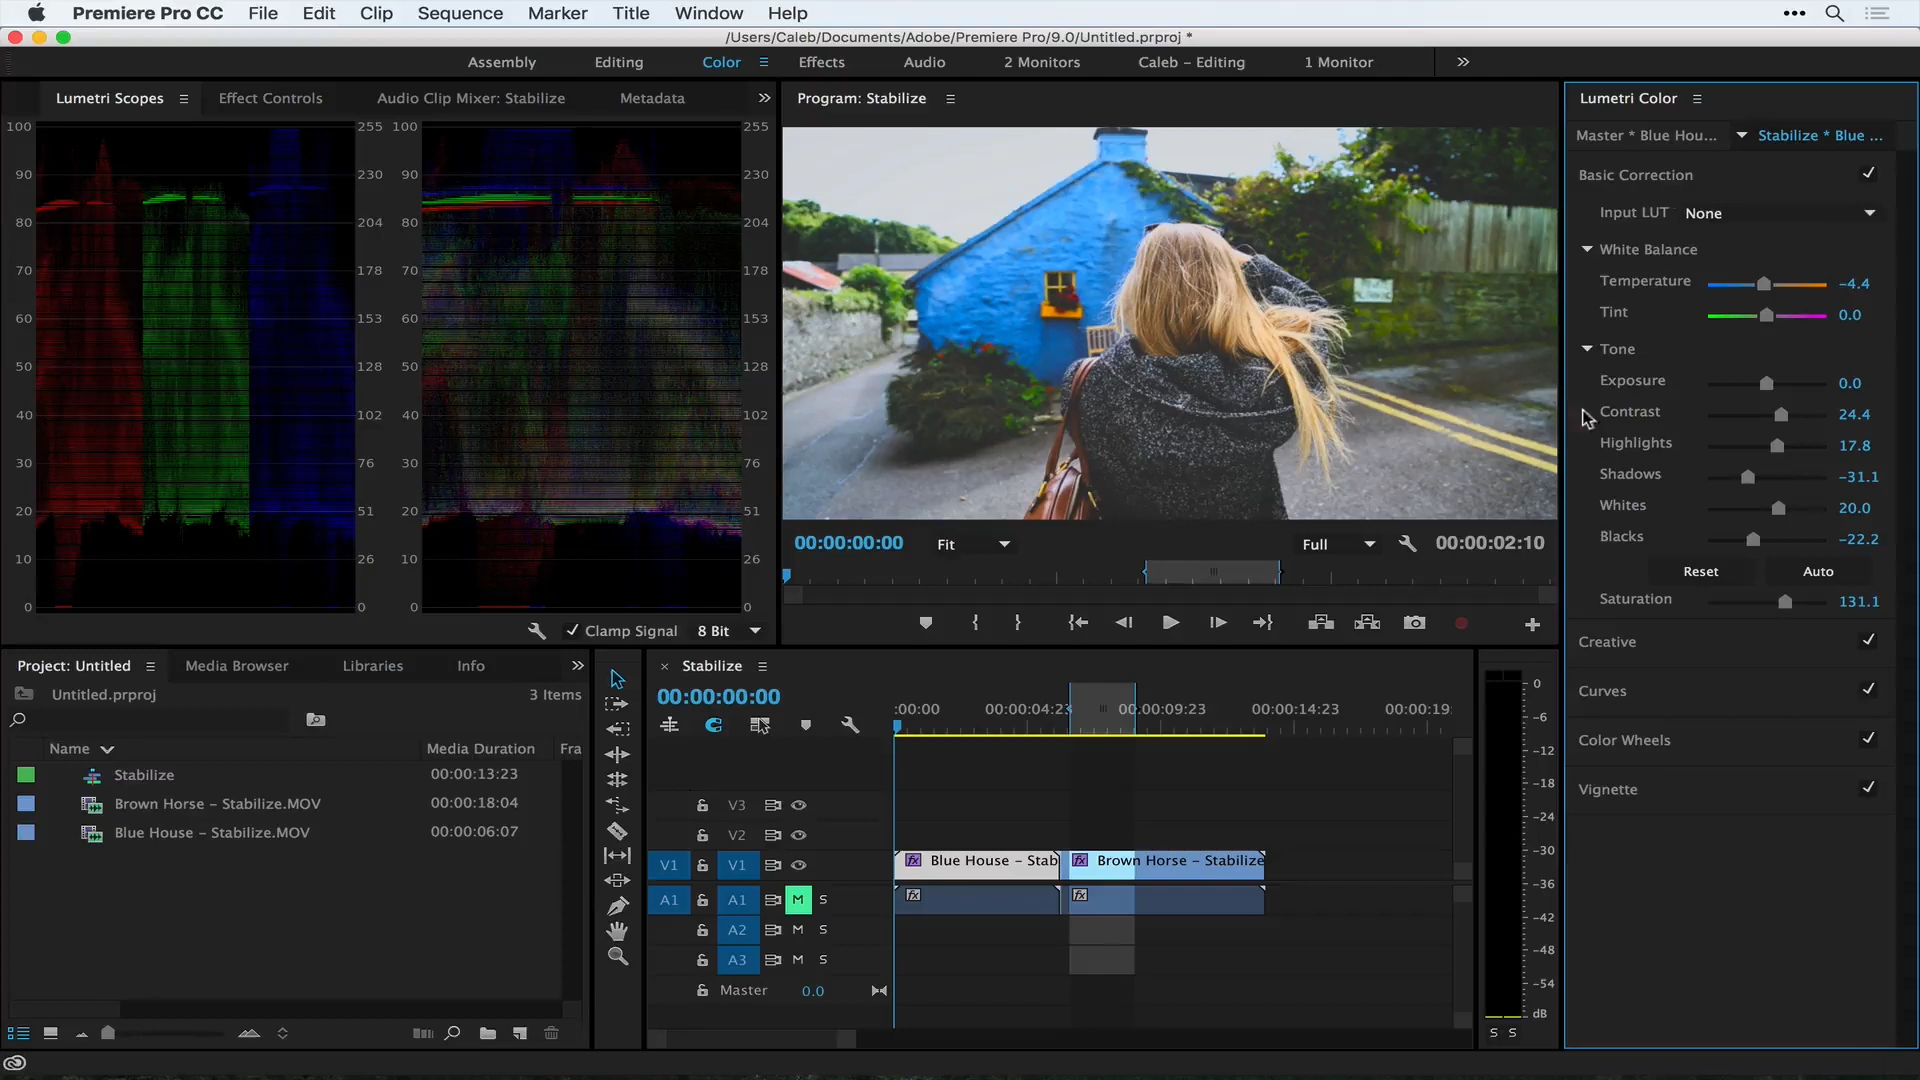 Premiere Pro CC File Edit Clip Sequence Marker Title Window Help
/Users/Caleb/Documents/Adobe/Premiere Pro/9.0/Untitled.prproj *
Assembly Editing Color Effects Audio 2 Monitors Caleb – Editing 1 Monitor
Lumetri Scopes Effect Controls Audio Clip Mixer: Stabilize Metadata
100 255 100 255
90 230 90 230
80 204 80 204
70 178 70 178
60 153 60 153
50 128 50 128
40 102 40 102
30 76 30 76
20 51 20 51
10 26 10 26
0 0 0 0
Clamp Signal 8 Bit
Program: Stabilize
00:00:00:00 Fit Full 00:00:02:10
Lumetri Color
Master * Blue Hou... Stabilize * Blue ...
Basic Correction
Input LUT None
White Balance
Temperature -4.4
Tint 0.0
Tone
Exposure 0.0
Contrast 24.4
Highlights 17.8
Shadows -31.1
Whites 20.0
Blacks -22.2
Reset Auto
Saturation 131.1
Creative
Curves
Color Wheels
Vignette
Project: Untitled Media Browser Libraries Info
Untitled.prproj 3 Items
Name Media Duration Fra
Stabilize 00:00:13:23
Brown Horse – Stabilize.MOV 00:00:18:04
Blue House – Stabilize.MOV 00:00:06:07
× Stabilize
00:00:00:00
:00:00 00:00:04:23 00:00:09:23 00:00:14:23 00:00:19:
V3
V2
V1 V1 fx Blue House – Stab fx Brown Horse – Stabilize
A1 A1 M S fx fx
A2 M S
A3 M S
Master 0.0
0
-6
-12
-18
-24
-30
-36
-42
-48
-54
dB
S S